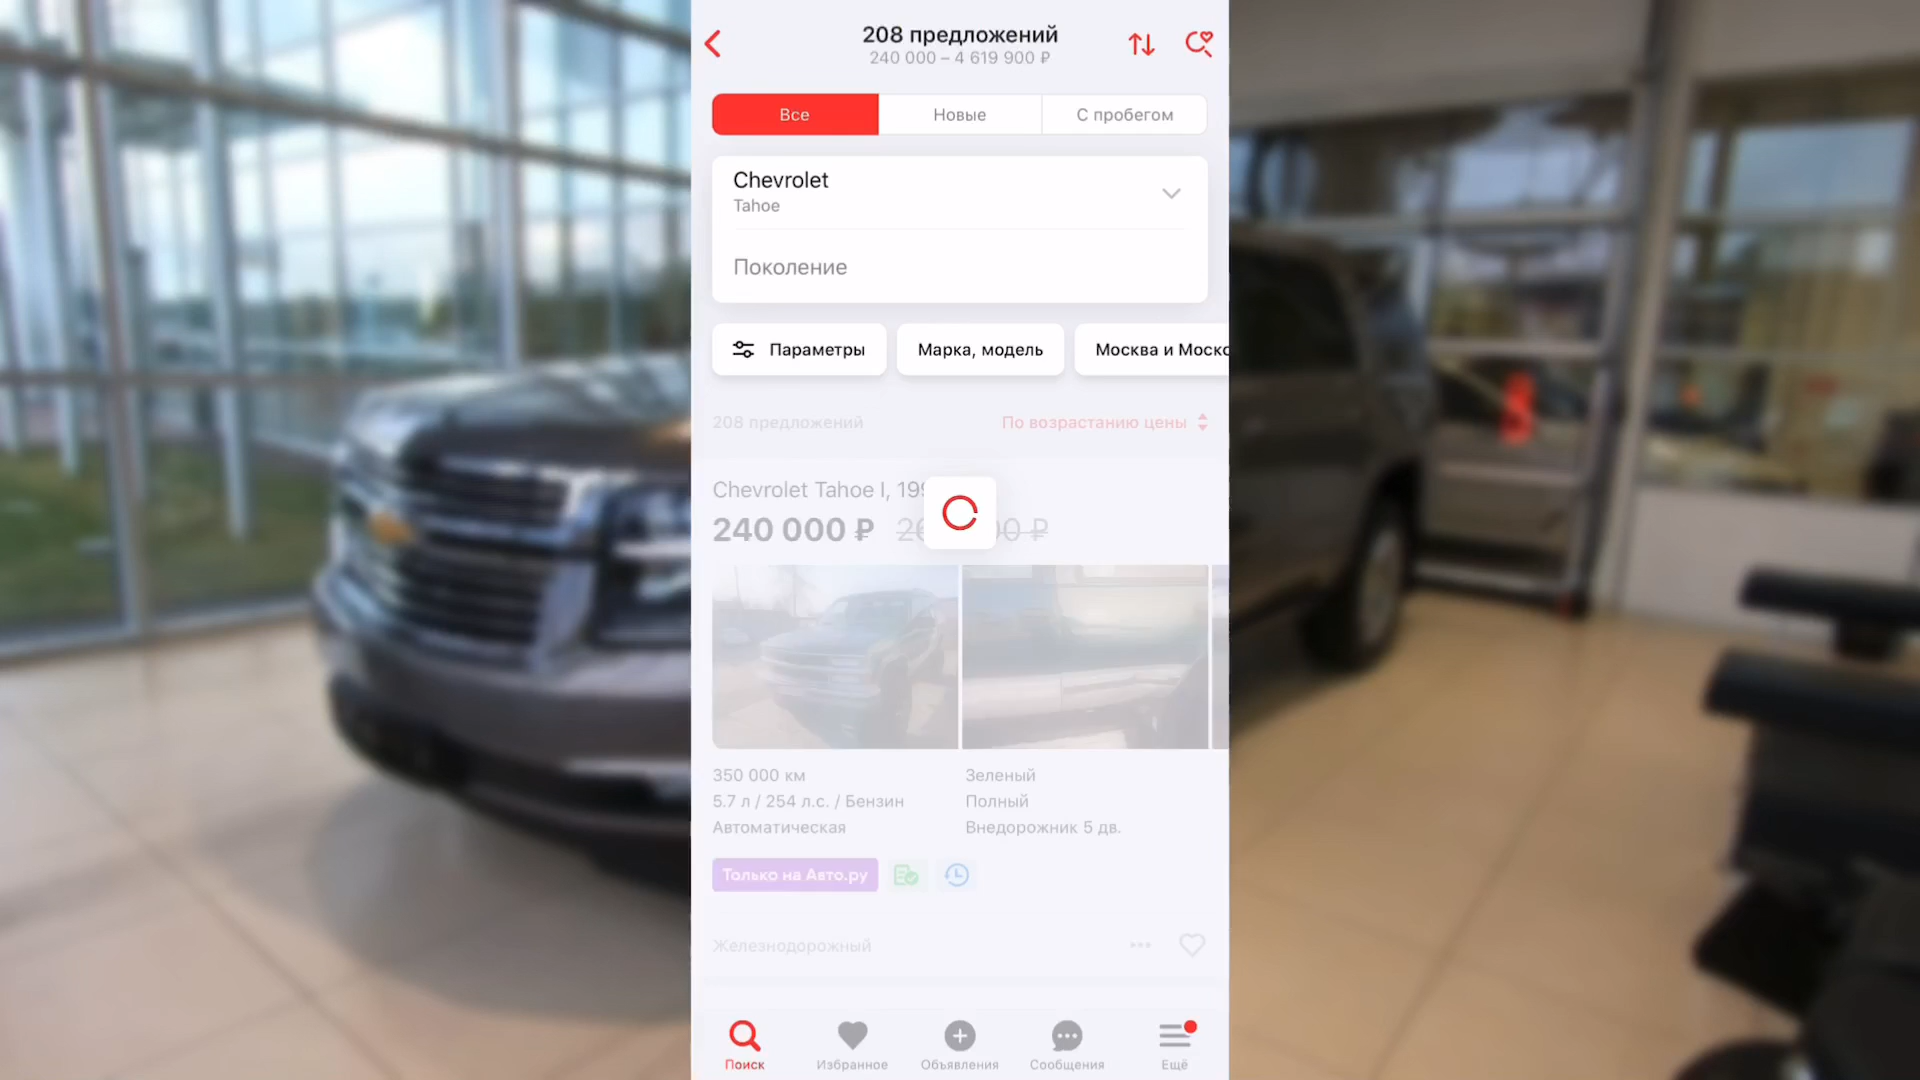 208 предложений
240 000 – 4 619 900 ₽
Все
Новые
С пробегом
Chevrolet
Tahoe
Поколение
Параметры
Марка, модель
Москва и Моско
208 предложений
По возрастанию цены
Chevrolet Tahoe I,
240 000 ₽
350 000 км
Зеленый
5.7 л / 254 л.с. / Бензин
Полный
Автоматическая
Внедорожник 5 дв.
Только на Авто.ру
Железнодорожный
Поиск
Избранное
Объявления
Сообщения
Ещё